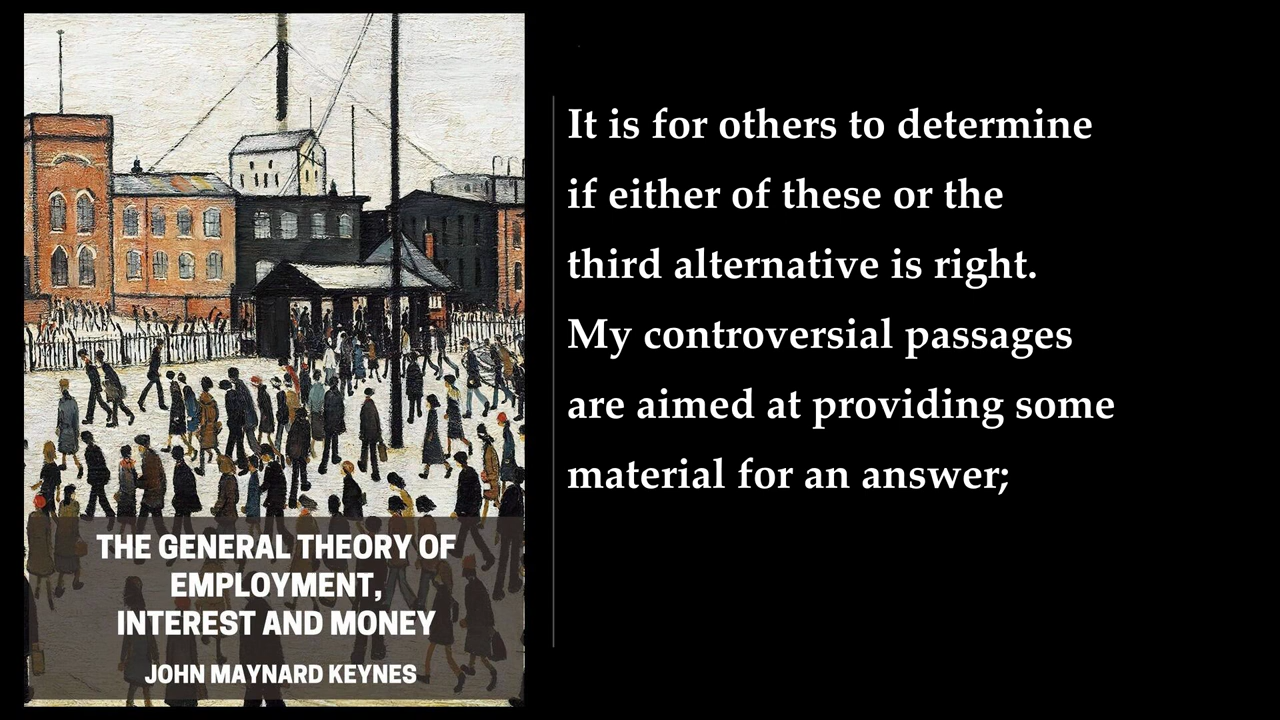 THE GENERAL THEORY OF
EMPLOYMENT,
INTEREST AND MONEY
JOHN MAYNARD KEYNES
It is for others to determine
if either of these or the
third alternative is right.
My controversial passages
are aimed at providing some
material for an answer;